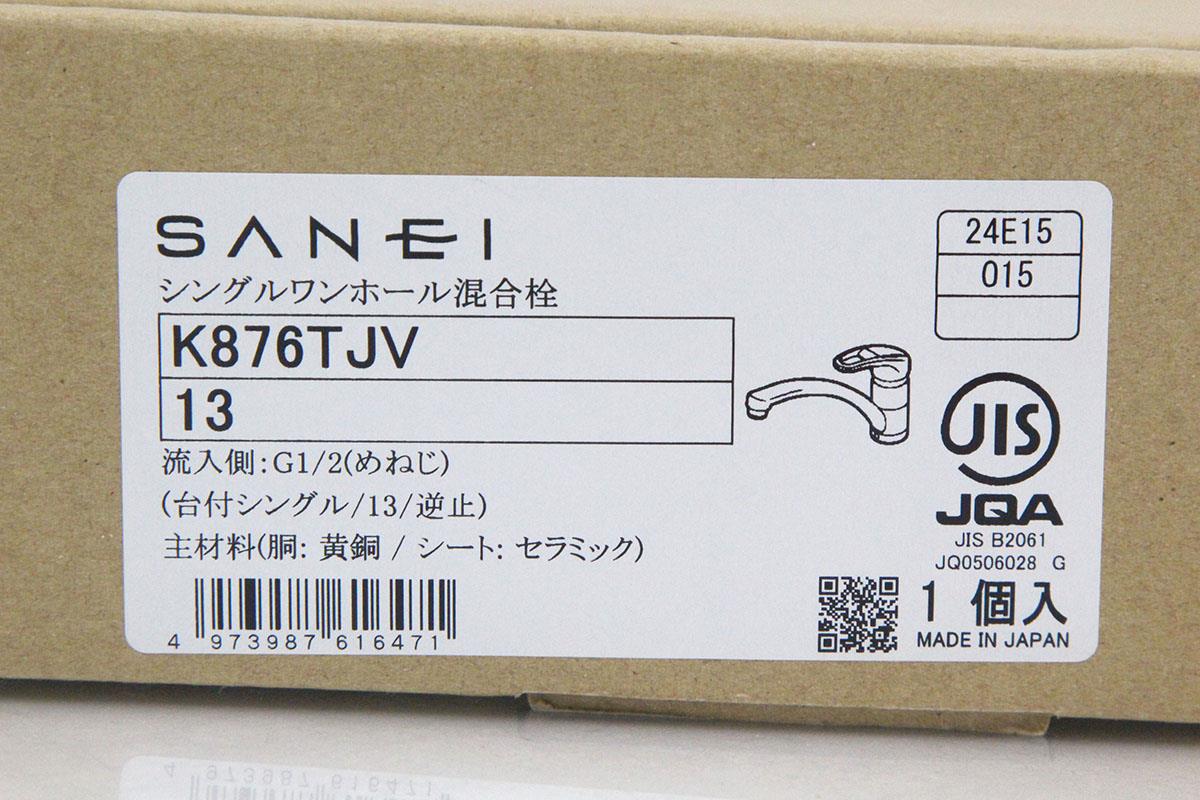 SANEI
シングルワンホール混合栓
K876TJV
13
流入側:G1/2(めねじ)
(台付シングル/13/逆止)
主材料(胴: 黄銅 / シート: セラミック)
4 973987 616471
24E15
015
JIS
JQA
JIS B2061
JQ0506028 G
1 個入
MADE IN JAPAN
4 973987 616471